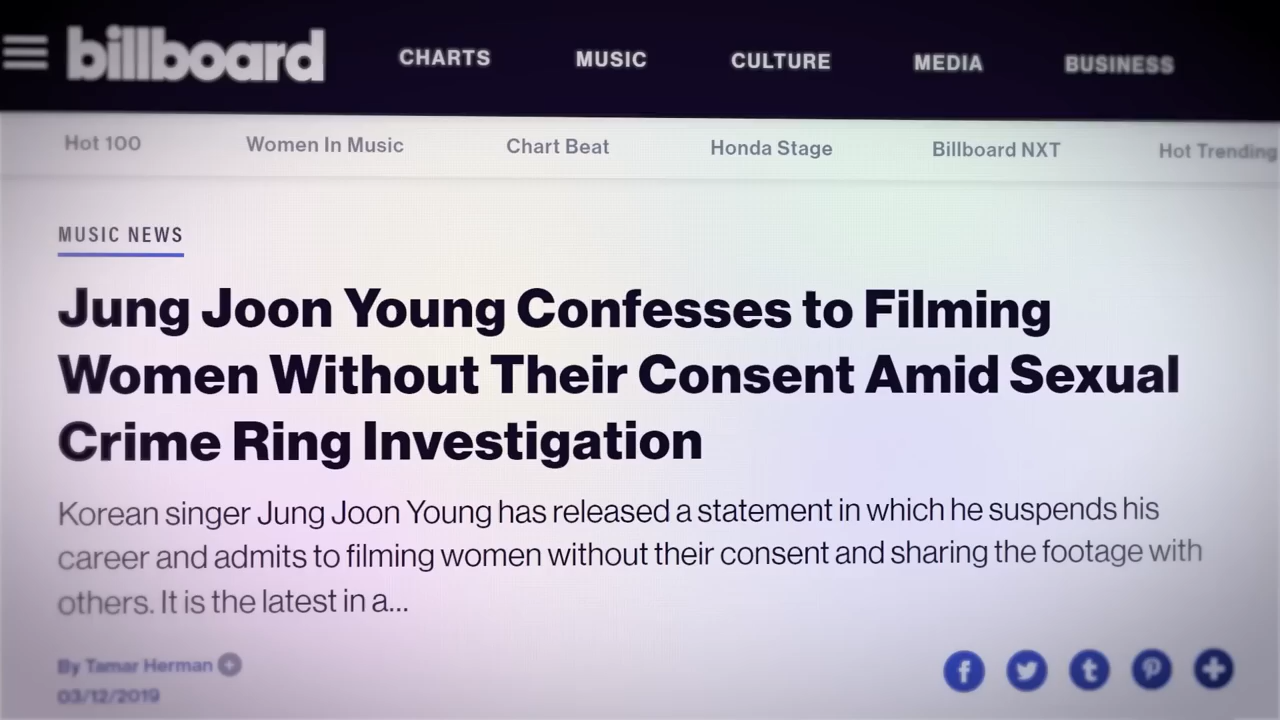 billboard CHARTS MUSIC CULTURE MEDIA BUSINESS
Hot 100 Women In Music Chart Beat Honda Stage Billboard NXT Hot Trending
MUSIC NEWS
Jung Joon Young Confesses to Filming
Women Without Their Consent Amid Sexual
Crime Ring Investigation
Korean singer Jung Joon Young has released a statement in which he suspends his
career and admits to filming women without their consent and sharing the footage with
others. It is the latest in a...
By Tamar Herman
03/12/2019